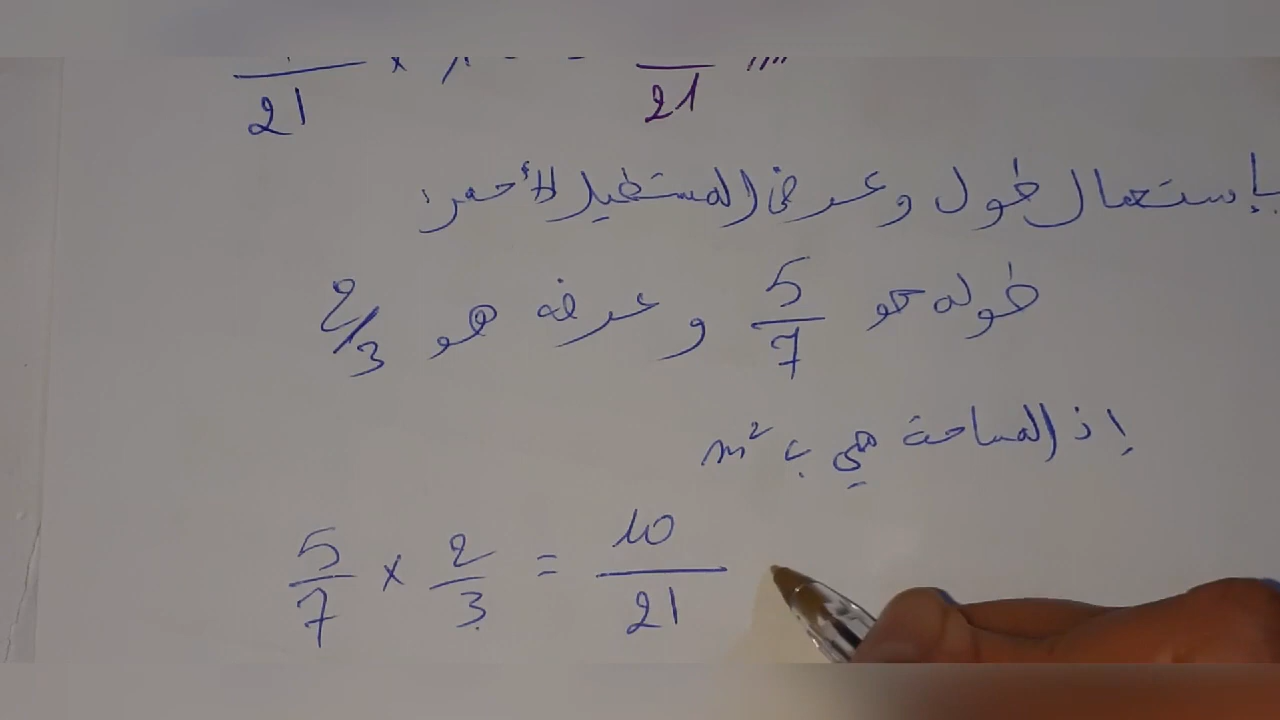 21 × 21
بإستعمال طول وعرض المستطيل الأحمر:
طوله هو 5/7 وعرضه هو 2/3
إذ المساحة هي ب m²
5/7 × 2/3 = 10/21